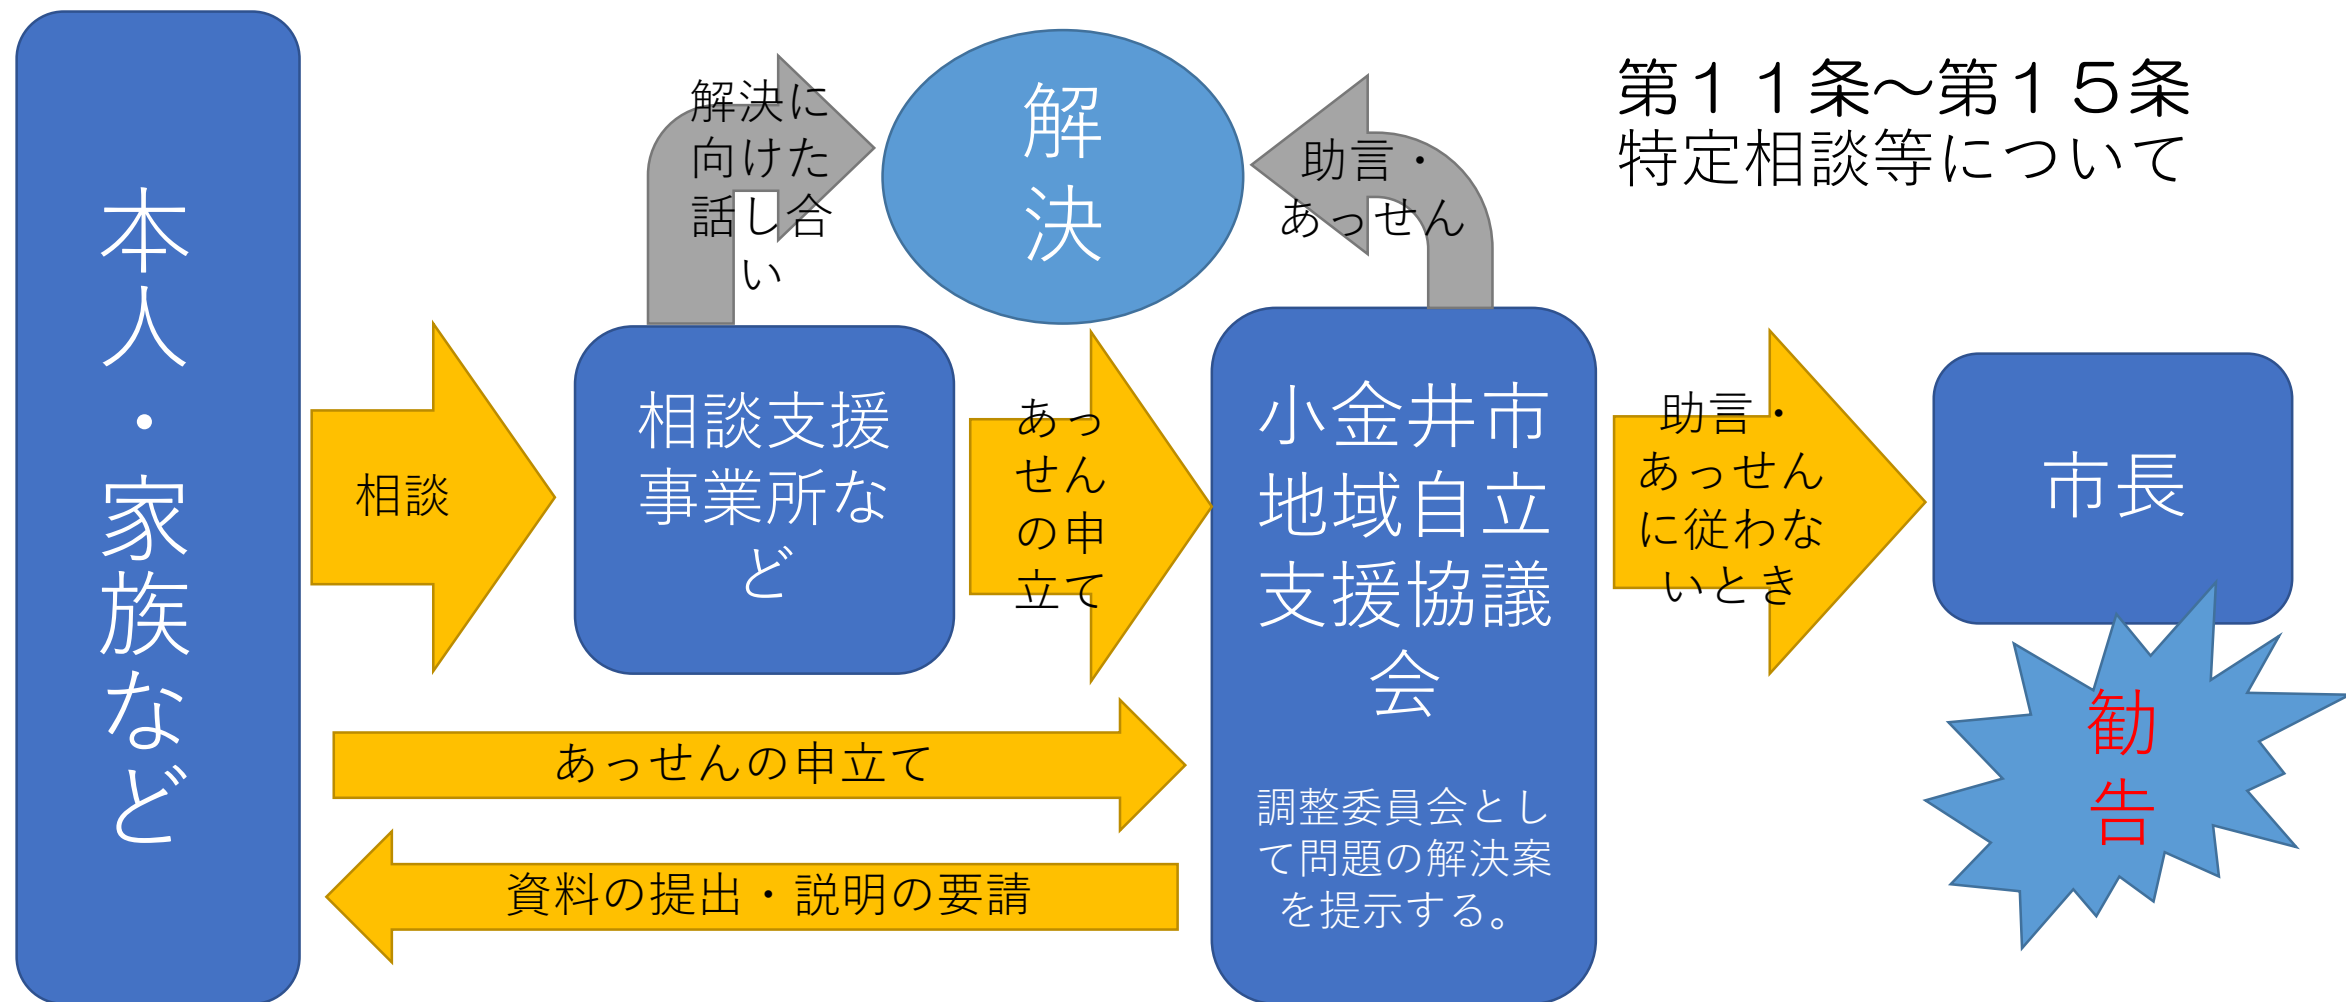 第１１条～第１５条
特定相談等について
本人・家族など
相談
解決に
向けた
話し合
い
解
決
助言・
あっせん
相談支援
事業所な
ど
あっ
せん
の申
立て
小金井市
地域自立
支援協議
会
調整委員会とし
て問題の解決案
を提示する。
助言・
あっせん
に従わな
いとき
市長
勧
告
あっせんの申立て
資料の提出・説明の要請